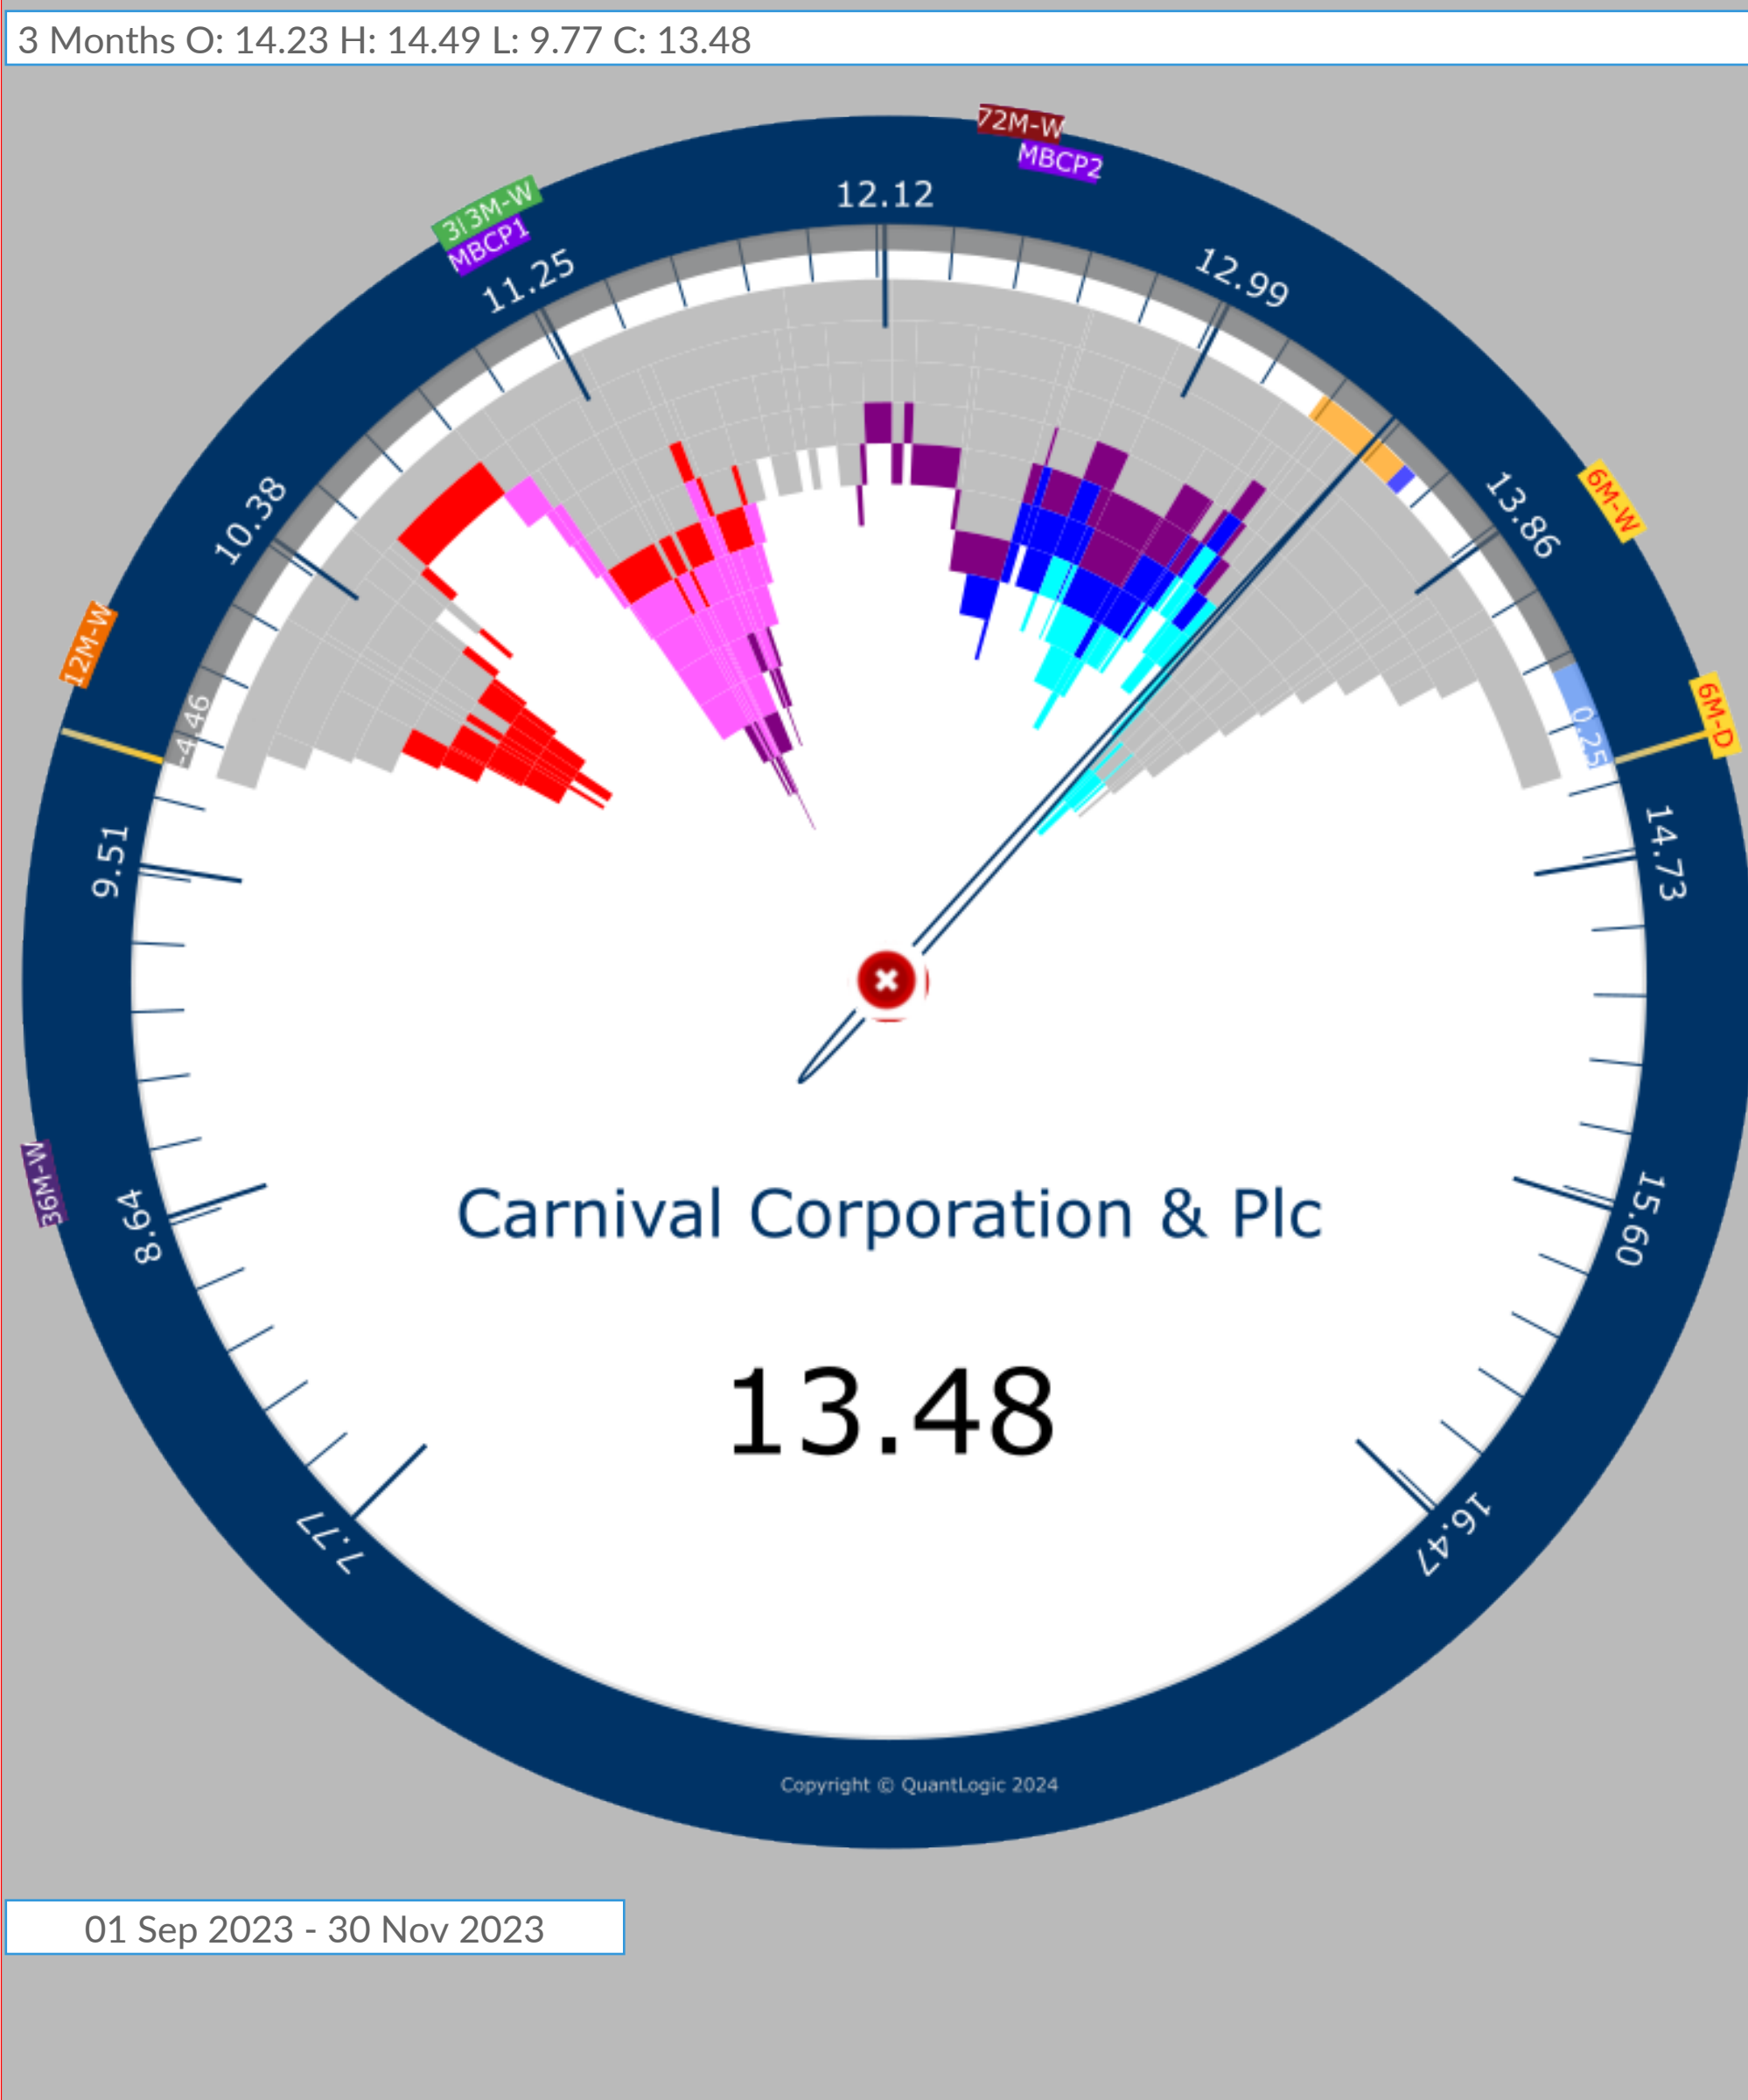 3 Months O: 14.23 H: 14.49 L: 9.77 C: 13.48
72M-W
MBCP2
3M-W
MBCP1
12.12
11.25
12.99
10.38
13.86
6M-W
12M-W
-4.46
0.25
6M-D
9.51
14.73
36M-W
8.64
15.60
Carnival Corporation & Plc
13.48
7.77
16.47
Copyright © QuantLogic 2024
01 Sep 2023 - 30 Nov 2023